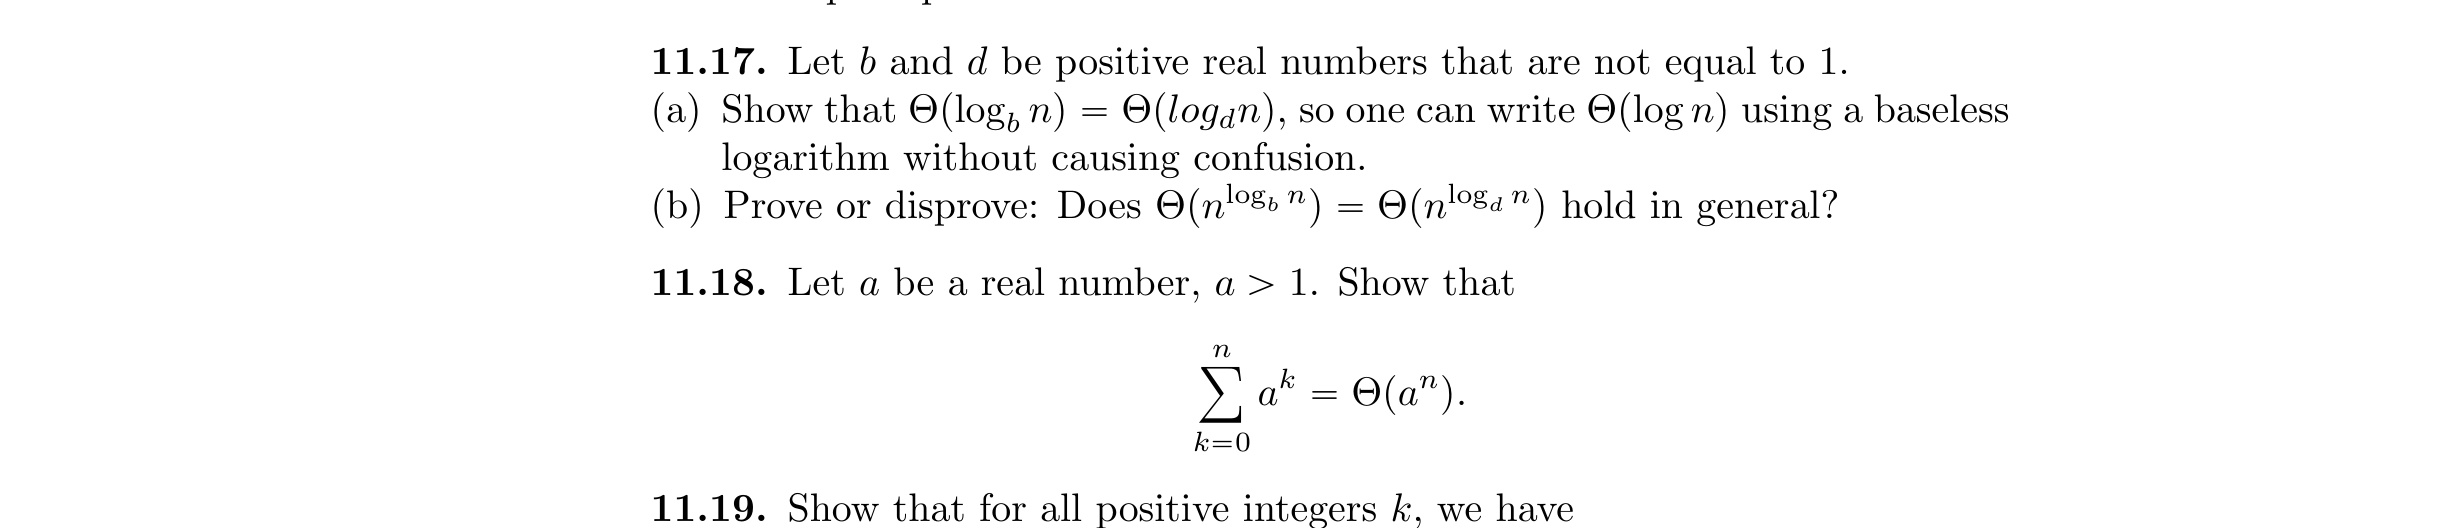 11.17. Let b and d be positive real numbers that are not equal to 1.
(a) Show that Θ(log_b n) = Θ(log_d n), so one can write Θ(log n) using a baseless
logarithm without causing confusion.
(b) Prove or disprove: Does Θ(n^{log_b n}) = Θ(n^{log_d n}) hold in general?
11.18. Let a be a real number, a > 1. Show that
\sum_{k=0}^{n} a^k = Θ(a^n).
11.19. Show that for all positive integers k, we have